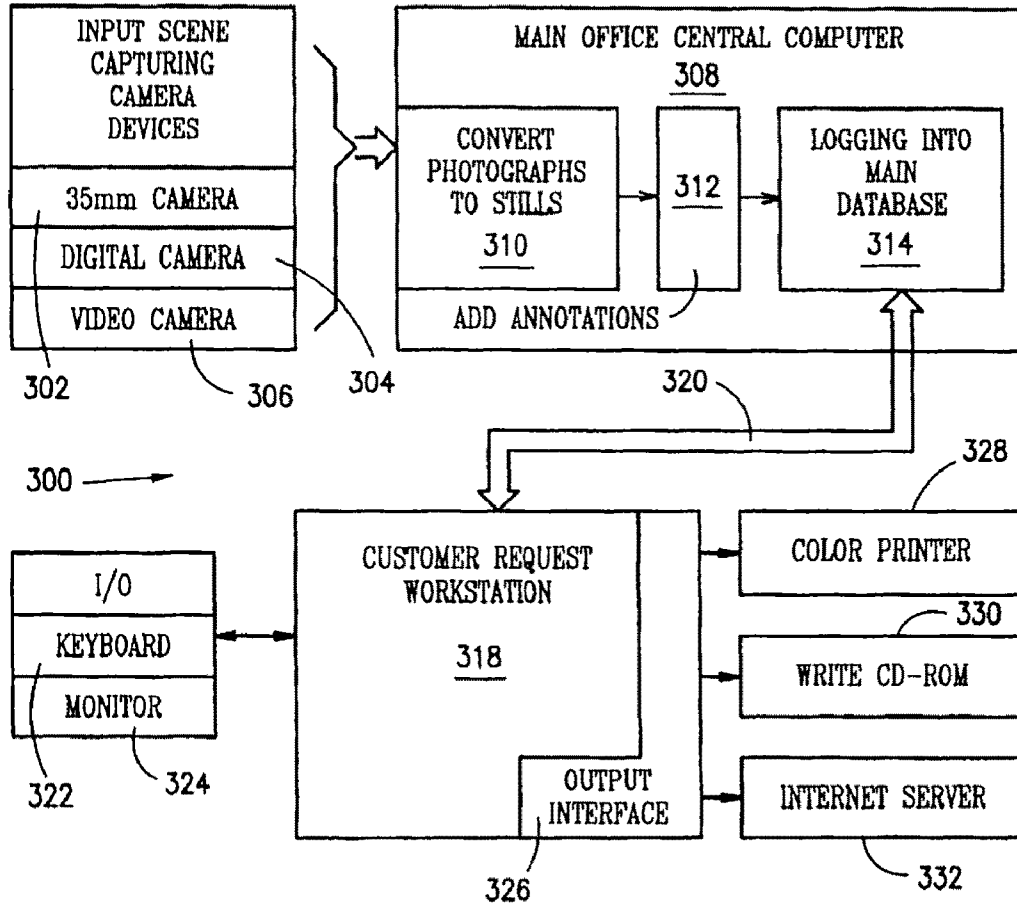 INPUT SCENE
CAPTURING
CAMERA
DEVICES
35mm CAMERA
DIGITAL CAMERA
VIDEO CAMERA
302
306
304
MAIN OFFICE CENTRAL COMPUTER
308
CONVERT
PHOTOGRAPHS
TO STILLS
310
312
LOGGING INTO
MAIN
DATABASE
314
ADD ANNOTATIONS
320
300
I/O
KEYBOARD
MONITOR
322
324
CUSTOMER REQUEST
WORKSTATION
318
OUTPUT
INTERFACE
326
328
COLOR PRINTER
330
WRITE CD-ROM
INTERNET SERVER
332